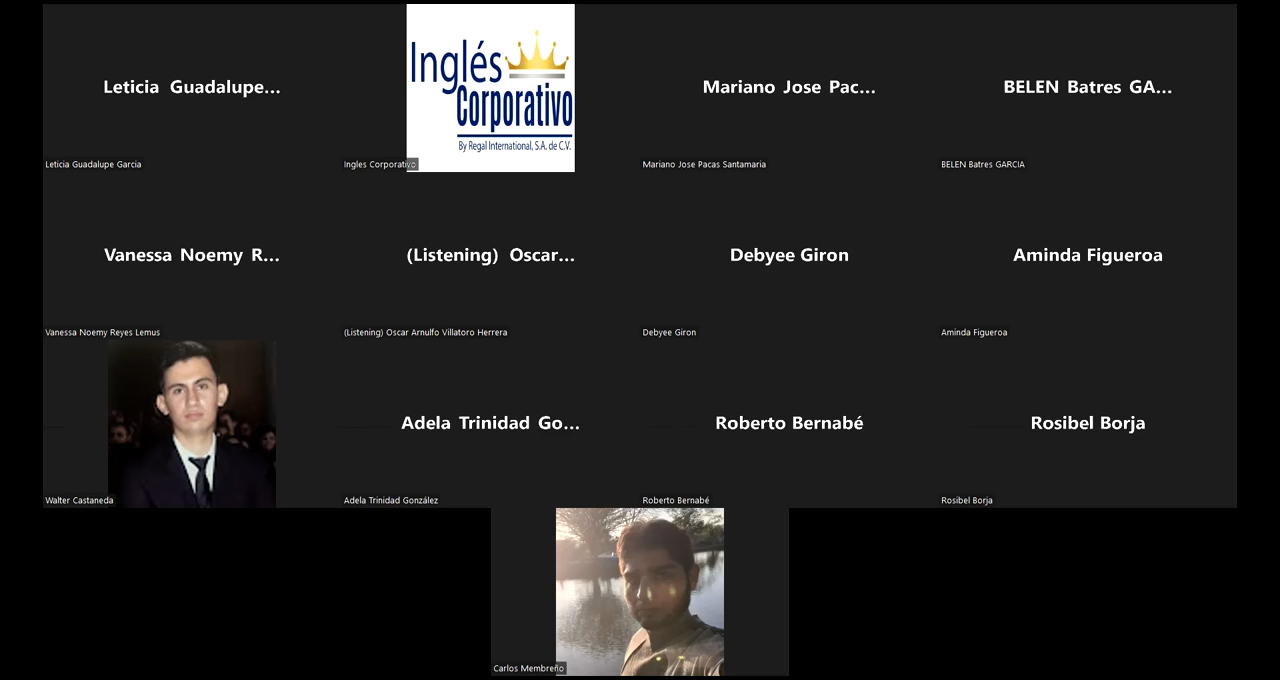 Leticia Guadalupe...
Leticia Guadalupe Garcia
Inglés
Corporativo
By Regal International, S.A. de C.V.
Ingles Corporativo
Mariano Jose Pac...
Mariano Jose Pacas Santamaria
BELEN Batres GA...
BELEN Batres GARCIA
Vanessa Noemy R...
Vanessa Noemy Reyes Lemus
(Listening) Oscar...
(Listening) Oscar Arnulfo Villatoro Herrera
Debyee Giron
Debyee Giron
Aminda Figueroa
Aminda Figueroa
Walter Castaneda
Adela Trinidad Go...
Adela Trinidad González
Roberto Bernabé
Roberto Bernabé
Rosibel Borja
Rosibel Borja
Carlos Membreño